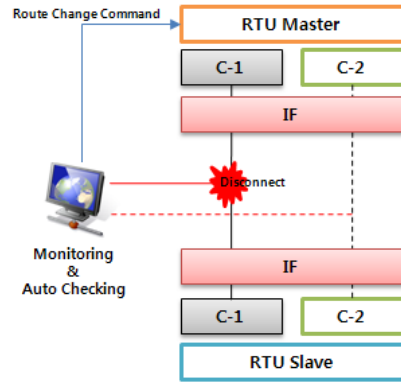 Route Change Command
RTU Master
C-1
C-2
IF
Disconnect
Monitoring
&
Auto Checking
IF
C-1
C-2
RTU Slave